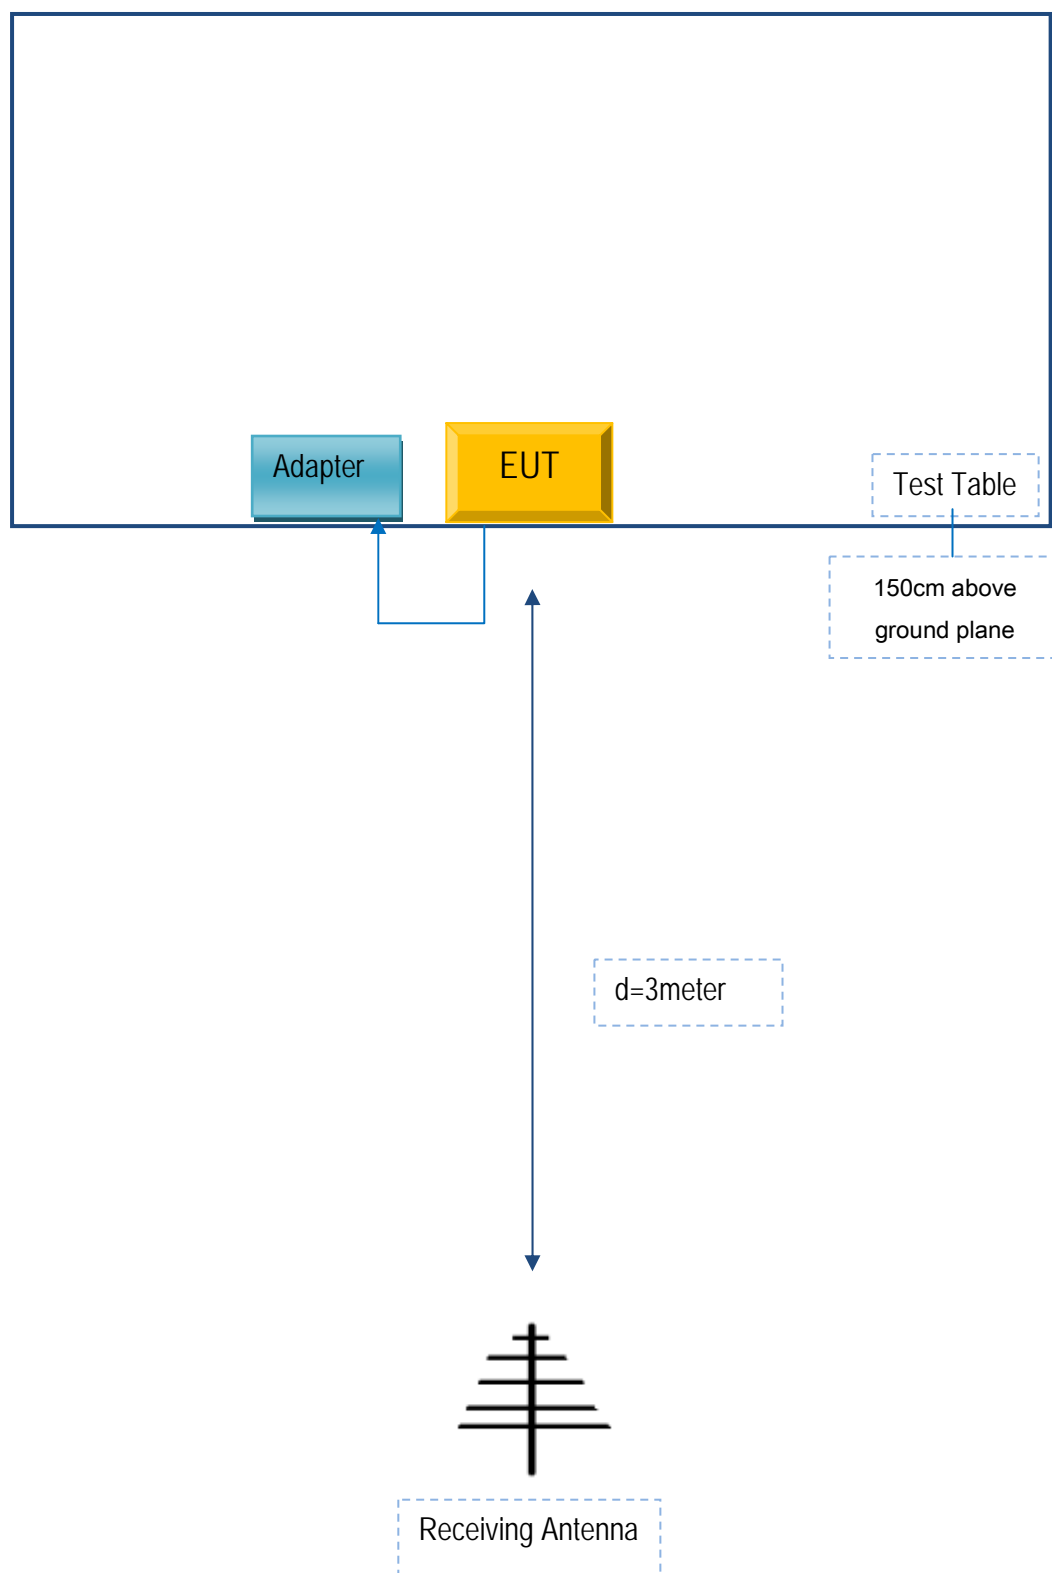 Adapter
EUT
Test Table
150cm above
ground plane
d=3meter
Receiving Antenna